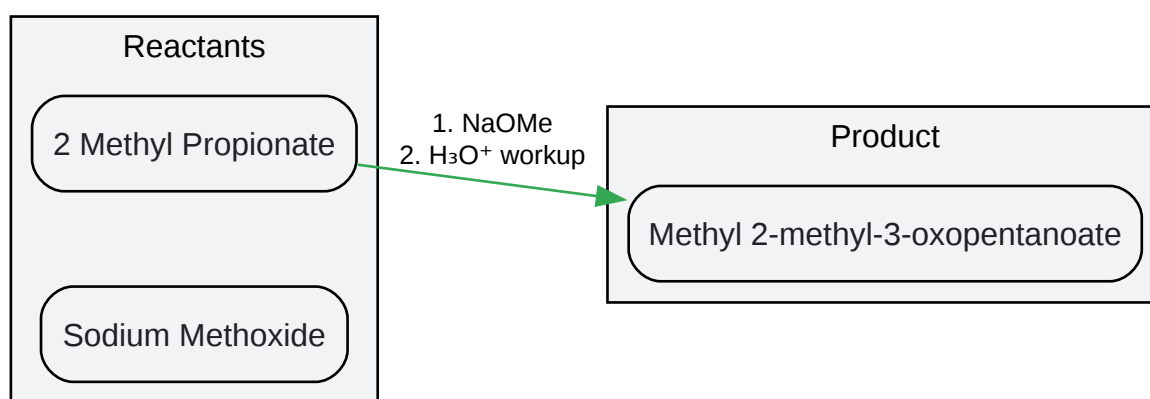 Reactants
2 Methyl Propionate
Sodium Methoxide
1. NaOMe
2. H₃O⁺ workup
Product
Methyl 2-methyl-3-oxopentanoate